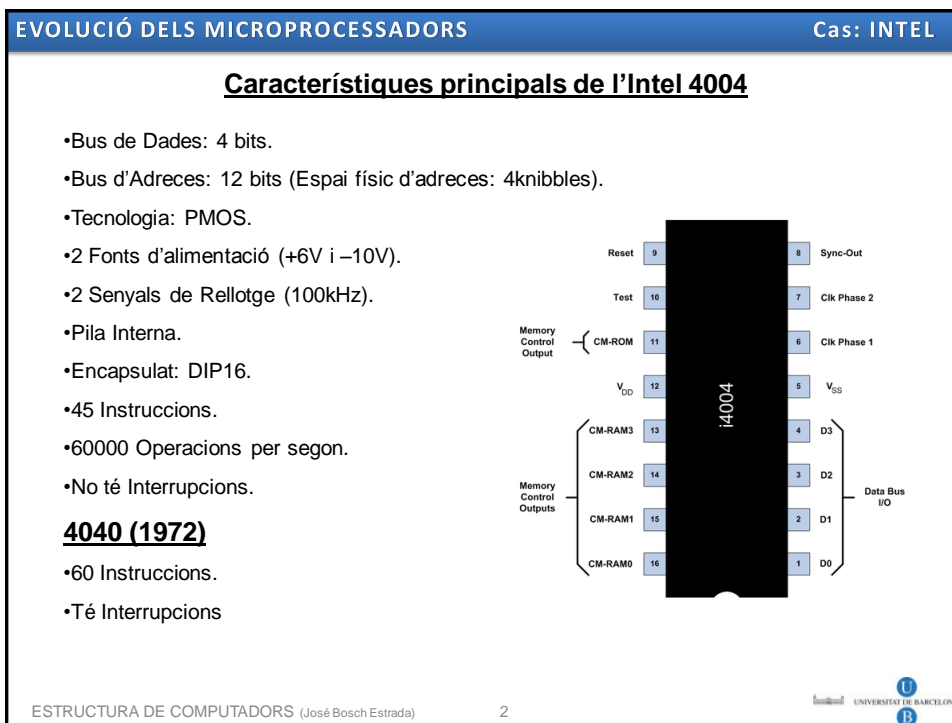 EVOLUCIÓ DELS MICROPROCESSADORS Cas: INTEL
Característiques principals de l’Intel 4004
•Bus de Dades: 4 bits.
•Bus d’Adreces: 12 bits (Espai físic d’adreces: 4knibbles).
•Tecnologia: PMOS.
•2 Fonts d’alimentació (+6V i –10V).
•2 Senyals de Rellotge (100kHz).
•Pila Interna.
•Encapsulat: DIP16.
•45 Instruccions.
•60000 Operacions per segon.
•No té Interrupcions.
4040 (1972)
•60 Instruccions.
•Té Interrupcions
Reset 9 8 Sync-Out
Test 10 7 Clk Phase 2
Memory
Control
Output
CM-ROM 11 6 Clk Phase 1
VDD 12 5 VSS
i4004
CM-RAM3 13 4 D3
CM-RAM2 14 3 D2
Memory
Control
Outputs
Data Bus
I/O
CM-RAM1 15 2 D1
CM-RAM0 16 1 D0
ESTRUCTURA DE COMPUTADORS (José Bosch Estrada) 2
U
UNIVERSITAT DE BARCELON
B